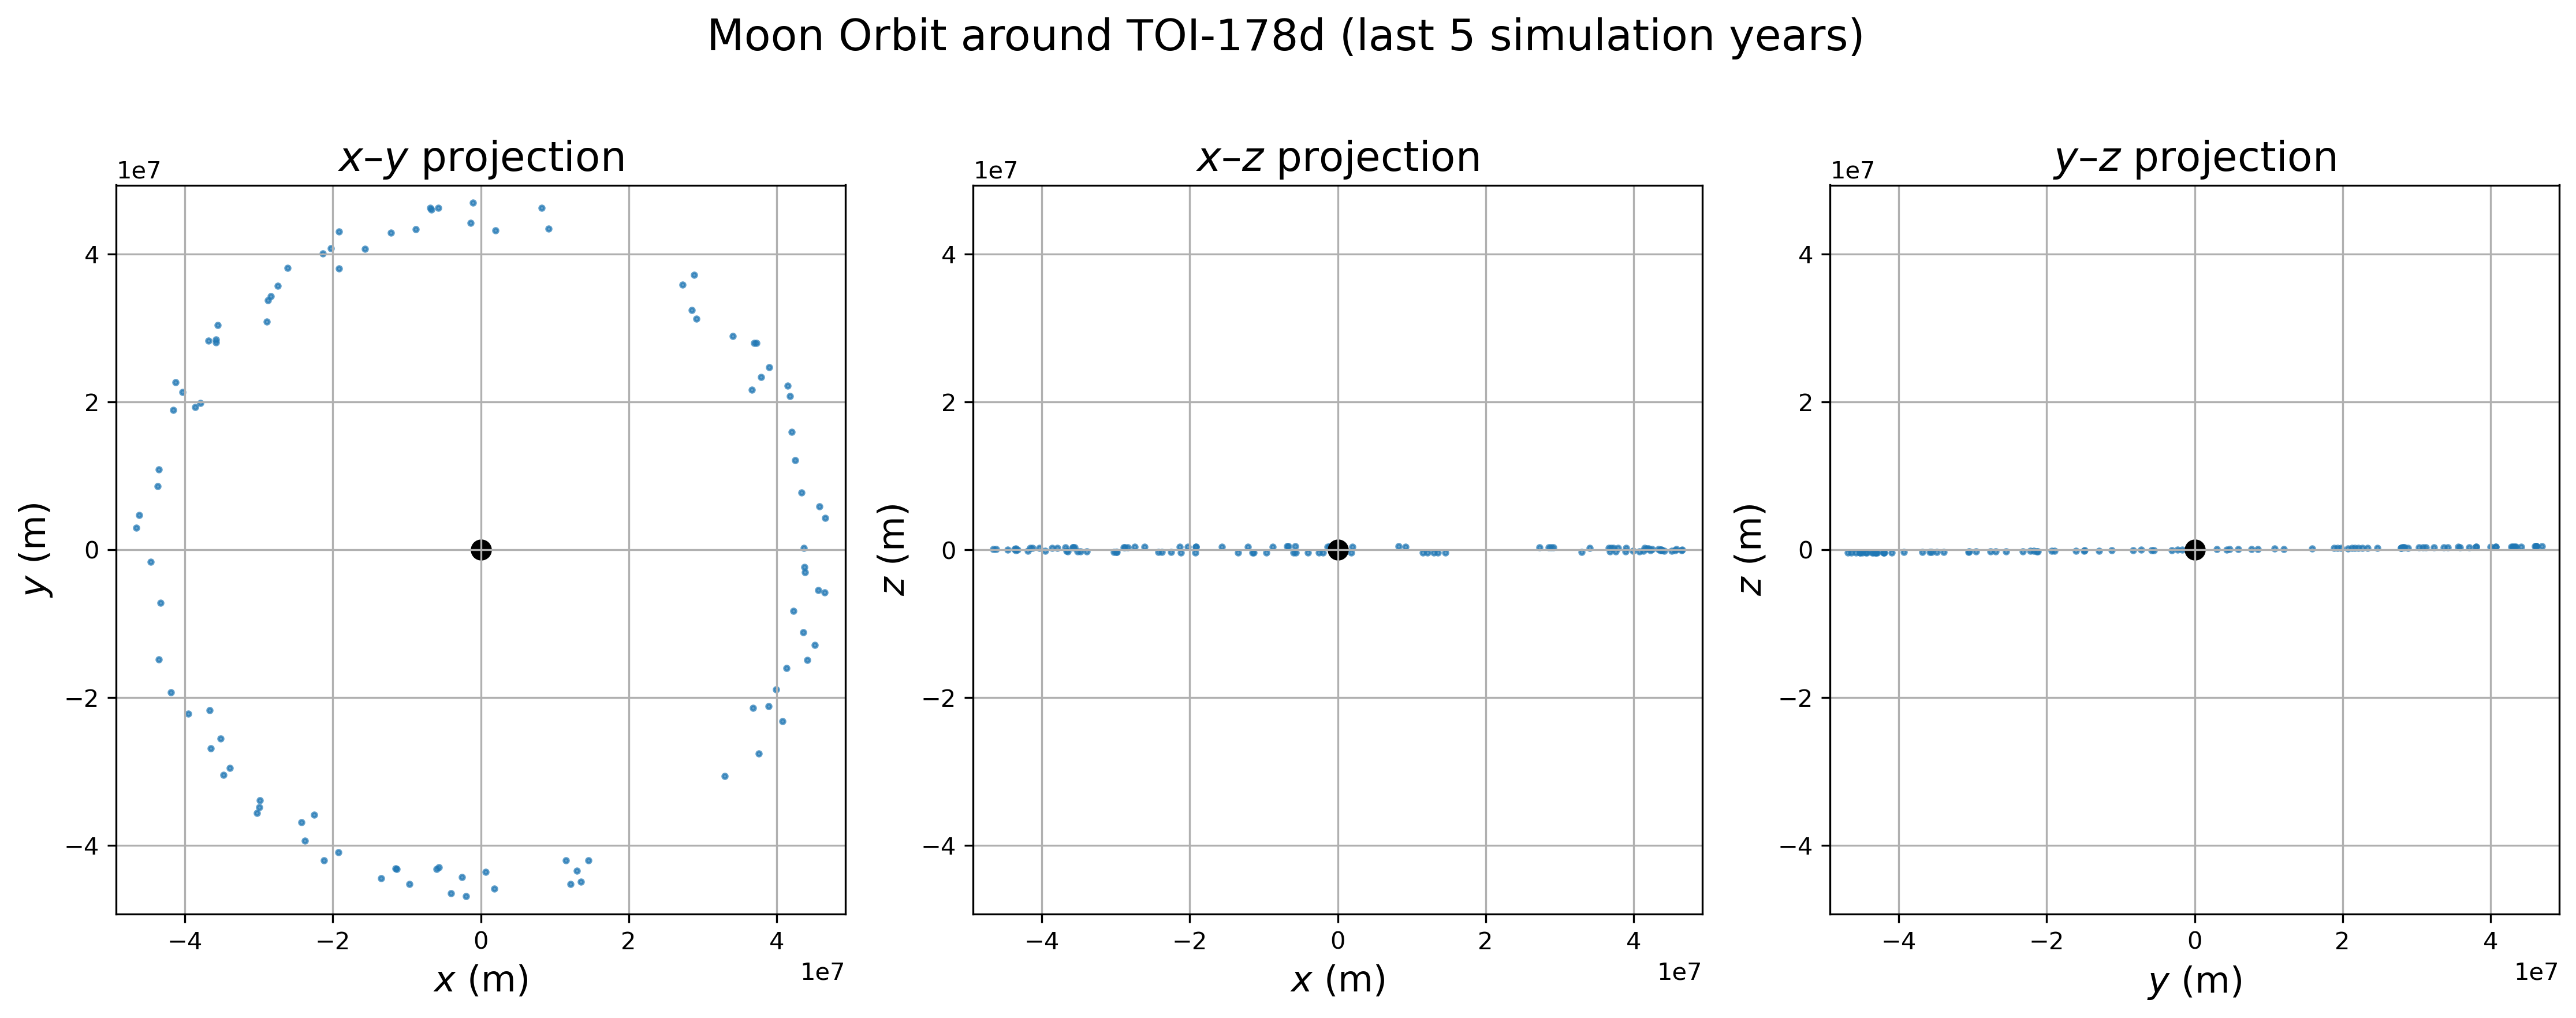 Moon Orbit around TOI-178d (last 5 simulation years)
x–y projection
1e7
4
2
0
−2
−4
y (m)
−4 −2 0 2 4
1e7
x (m)
x–z projection
1e7
4
2
0
−2
−4
z (m)
−4 −2 0 2 4
1e7
x (m)
y–z projection
1e7
4
2
0
−2
−4
z (m)
−4 −2 0 2 4
1e7
y (m)